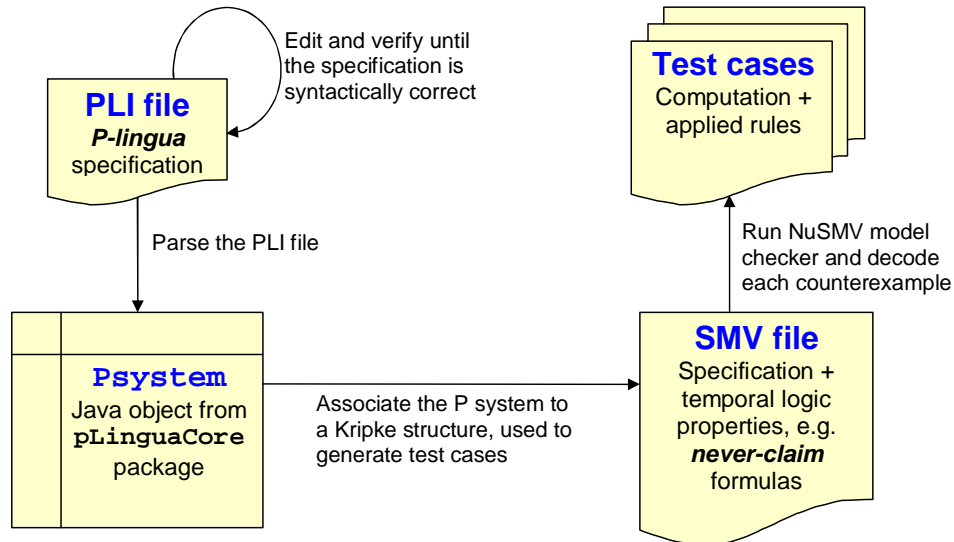 Edit and verify until
the specification is
syntactically correct
PLI file
P-lingua
specification
Test cases
Computation +
applied rules
Parse the PLI file
Run NuSMV model
checker and decode
each counterexample
Psystem
Java object from
pLinguaCore
package
Associate the P system to
a Kripke structure, used to
generate test cases
SMV file
Specification +
temporal logic
properties, e.g.
never-claim
formulas